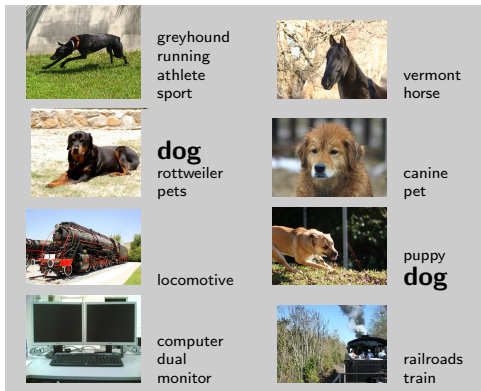 greyhound
running
athlete
sport
vermont
horse
dog
rottweiler
pets
canine
pet
locomotive
puppy
dog
computer
dual
monitor
railroads
train